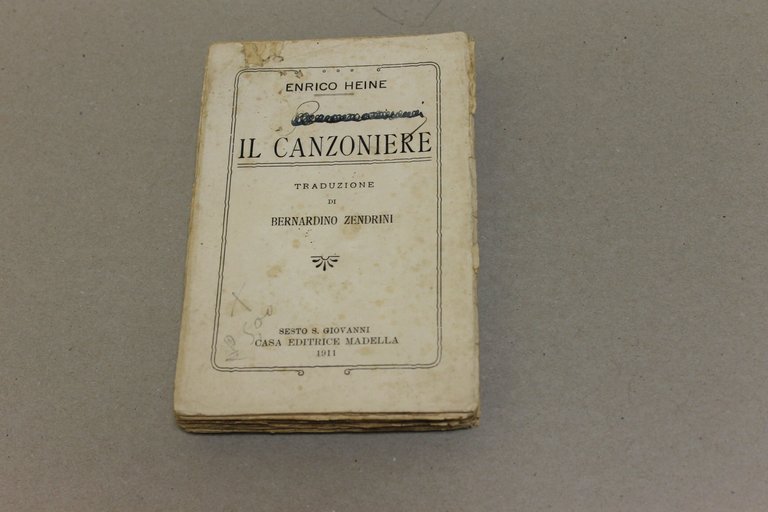 ENRICO HEINE
IL CANZONIERE
TRADUZIONE
DI
BERNARDINO ZENDRINI
SESTO S. GIOVANNI
CASA EDITRICE MADELLA
1911